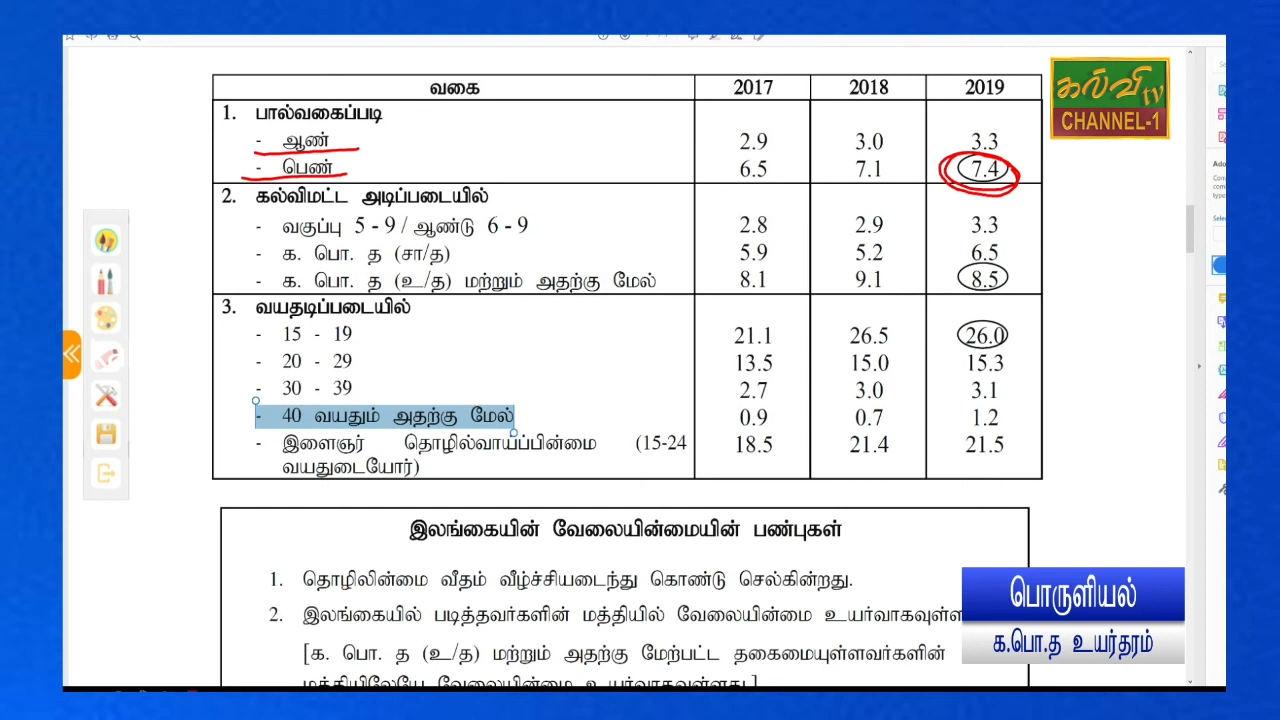 கல்வி tv
CHANNEL-1
வகை 2017 2018 2019
1. பால்வகைப்படி
- ஆண் 2.9 3.0 3.3
- பெண் 6.5 7.1 7.4
2. கல்விமட்ட அடிப்படையில்
- வகுப்பு 5 - 9 / ஆண்டு 6 - 9 2.8 2.9 3.3
- க. பொ. த (சா/த) 5.9 5.2 6.5
- க. பொ. த (உ/த) மற்றும் அதற்கு மேல் 8.1 9.1 8.5
3. வயதடிப்படையில்
- 15 - 19 21.1 26.5 26.0
- 20 - 29 13.5 15.0 15.3
- 30 - 39 2.7 3.0 3.1
- 40 வயதும் அதற்கு மேல் 0.9 0.7 1.2
- இளைஞர் தொழில்வாய்ப்பின்மை (15-24 18.5 21.4 21.5
வயதுடையோர்)
இலங்கையின் வேலையின்மையின் பண்புகள்
1. தொழிலின்மை வீதம் வீழ்ச்சியடைந்து கொண்டு செல்கின்றது.
2. இலங்கையில் படித்தவர்களின் மத்தியில் வேலையின்மை
[க. பொ. த (உ/த) மற்றும் அதற்கு மேற்பட்ட தகைமையுள்ளவர்களின்
மத்தியிலேயே வேலையின்மை உயர்வாகவுள்ளது.]
பொருளியல்
க.பொ.த உயர்தரம்